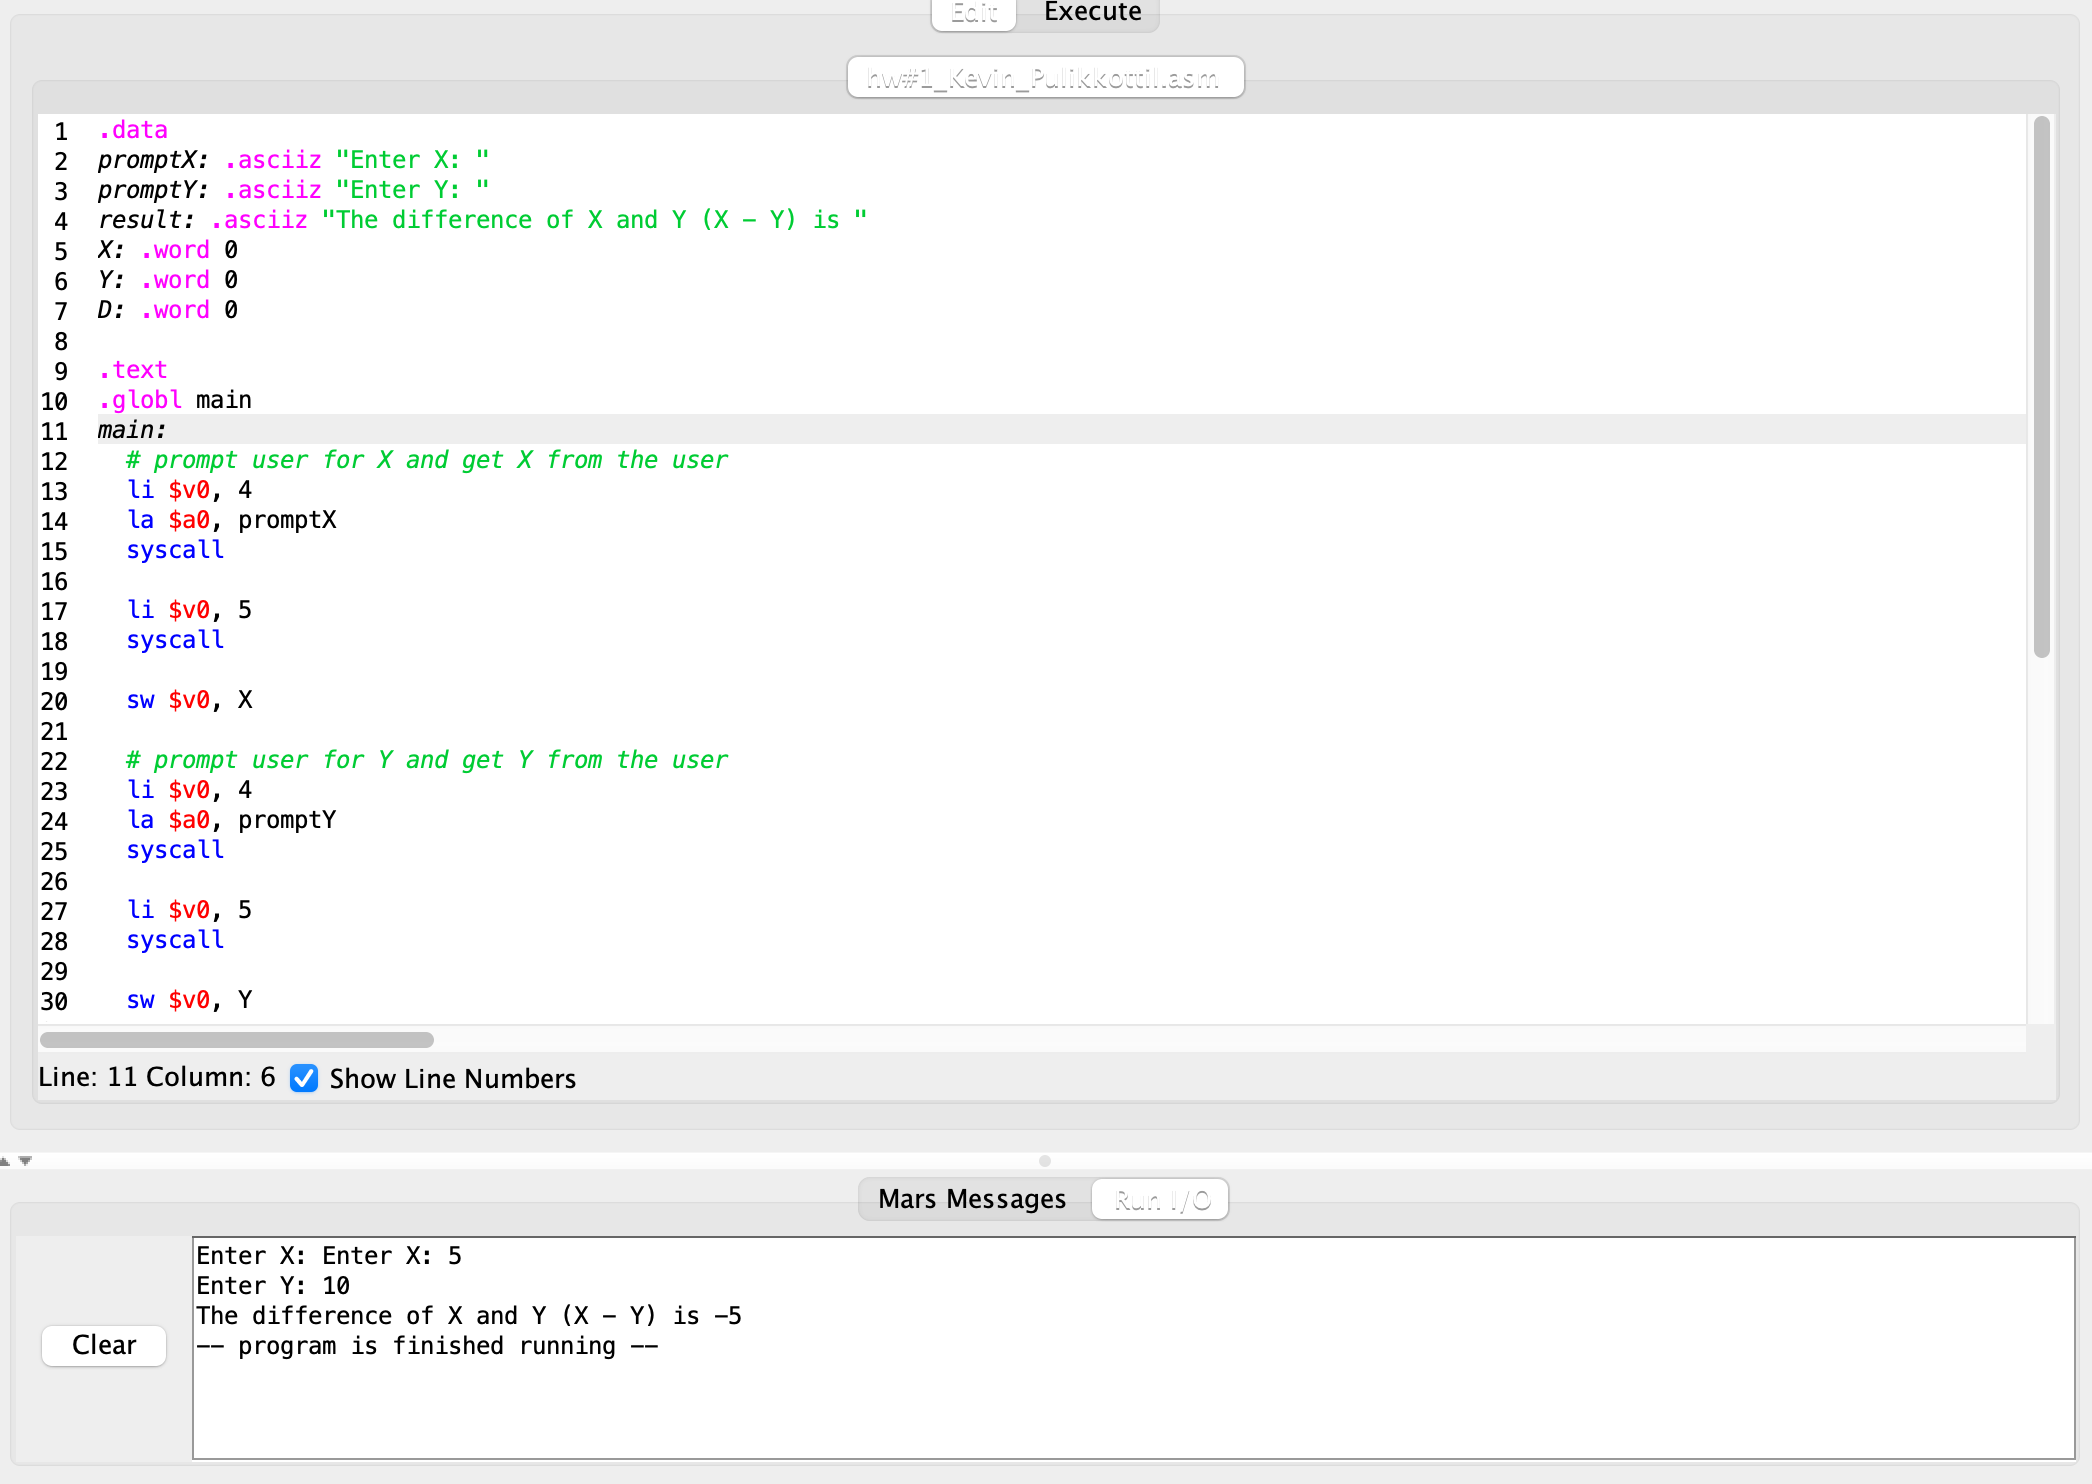 Edit Execute
hw#1_Kevin_Pulikkottil.asm
1 .data
2 promptX: .asciiz "Enter X: "
3 promptY: .asciiz "Enter Y: "
4 result: .asciiz "The difference of X and Y (X - Y) is "
5 X: .word 0
6 Y: .word 0
7 D: .word 0
8
9 .text
10 .globl main
11 main:
12 # prompt user for X and get X from the user
13 li $v0, 4
14 la $a0, promptX
15 syscall
16
17 li $v0, 5
18 syscall
19
20 sw $v0, X
21
22 # prompt user for Y and get Y from the user
23 li $v0, 4
24 la $a0, promptY
25 syscall
26
27 li $v0, 5
28 syscall
29
30 sw $v0, Y
Line: 11 Column: 6 Show Line Numbers
Mars Messages Run I/O
Enter X: Enter X: 5
Enter Y: 10
The difference of X and Y (X - Y) is -5
-- program is finished running --
Clear